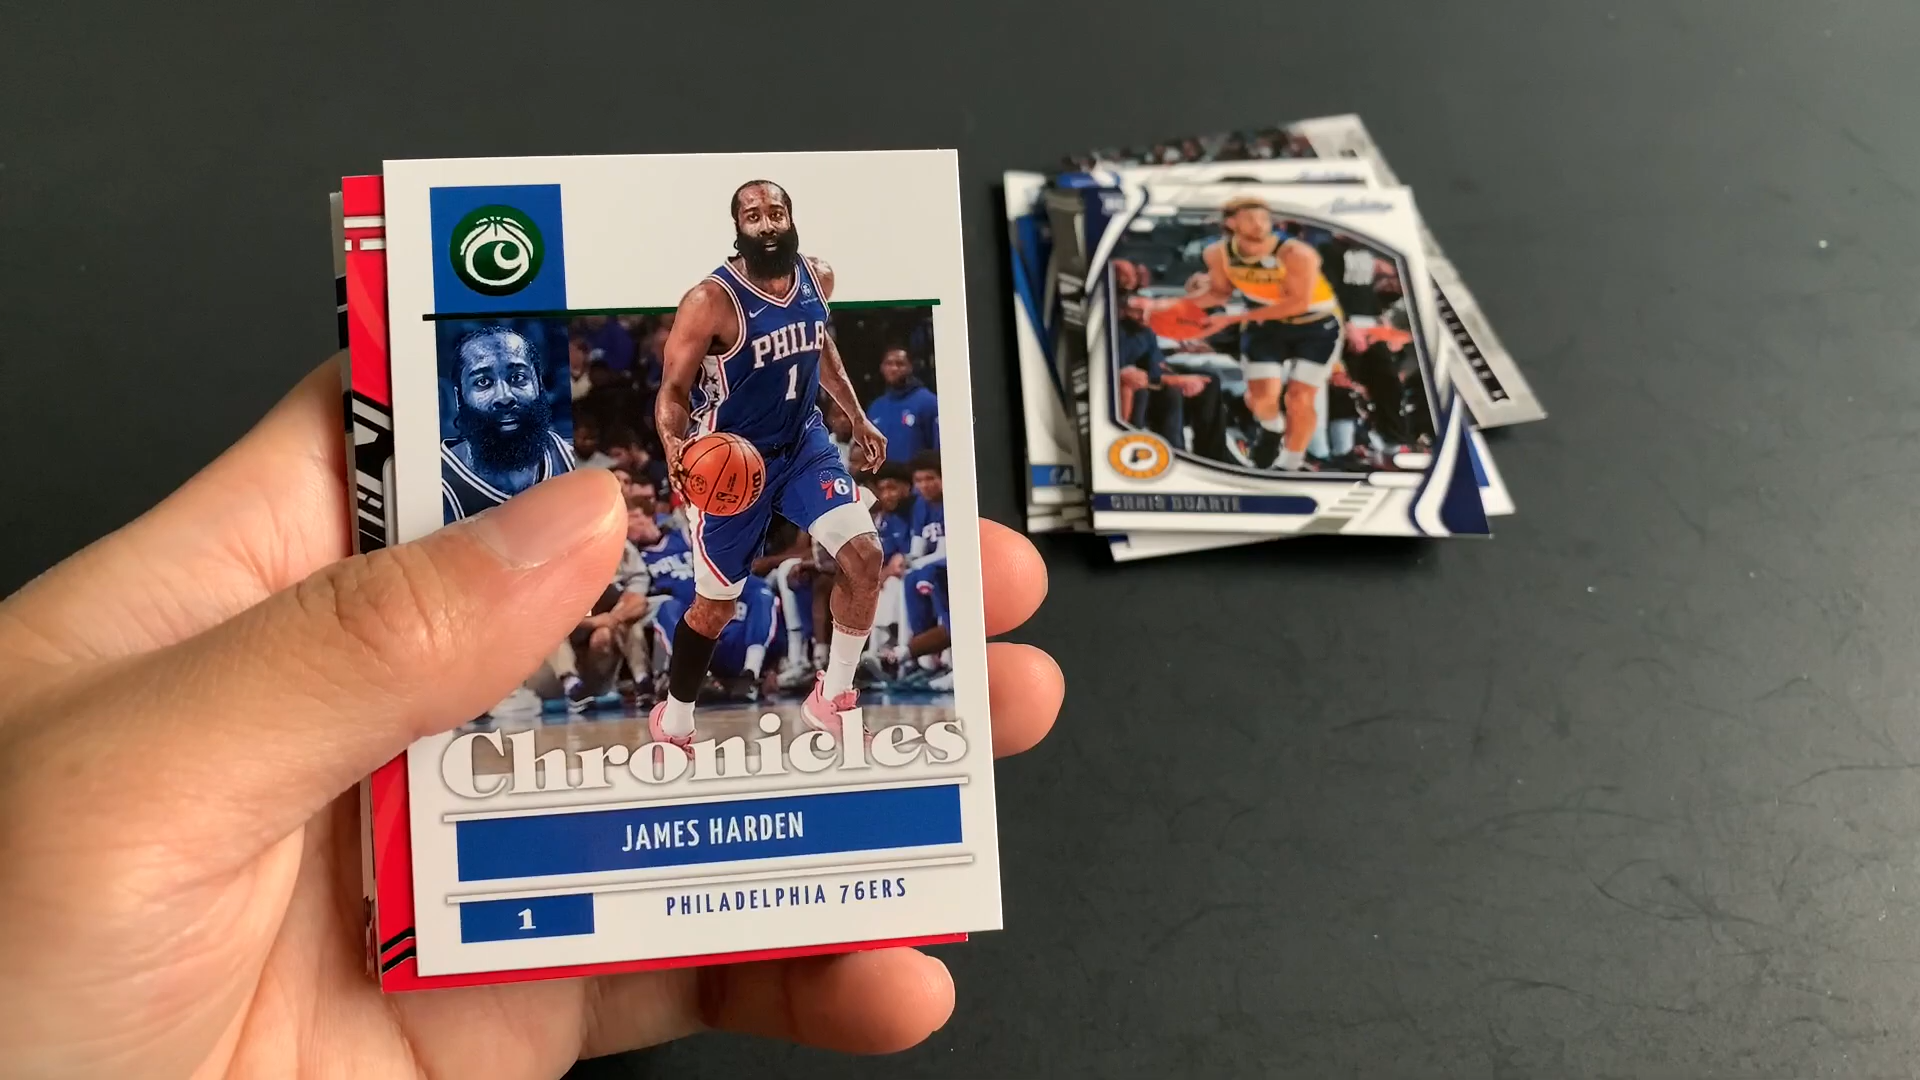 PHILA
1
76
Chronicles
JAMES HARDEN
1
PHILADELPHIA 76ERS
CHRIS DUARTE